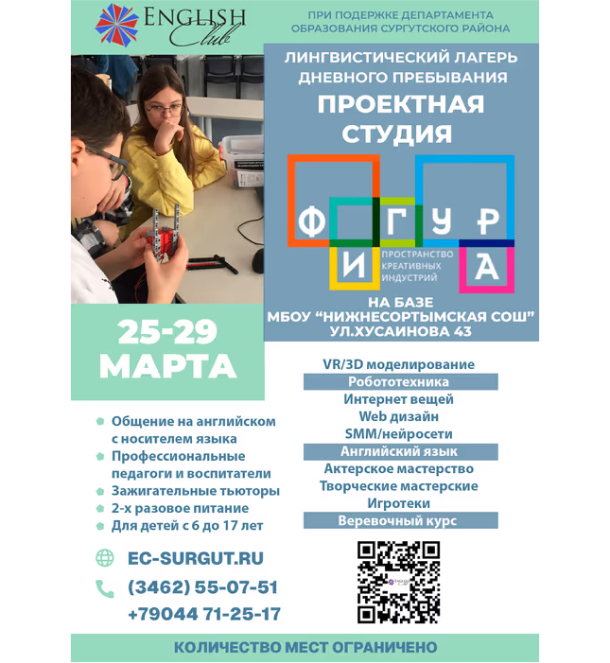 ENGLISH
Club
ПРИ ПОДДЕРЖКЕ ДЕПАРТАМЕНТА
ОБРАЗОВАНИЯ СУРГУТСКОГО РАЙОНА
ЛИНГВИСТИЧЕСКИЙ ЛАГЕРЬ
ДНЕВНОГО ПРЕБЫВАНИЯ
ПРОЕКТНАЯ
СТУДИЯ
ФИГУРА
ПРОСТРАНСТВО
КРЕАТИВНЫХ
ИНДУСТРИЙ
НА БАЗЕ
МБОУ “НИЖНЕСОРТЫМСКАЯ СОШ”
УЛ.ХУСАИНОВА 43
25-29
МАРТА
Общение на английском
с носителем языка
Профессиональные
педагоги и воспитатели
Зажигательные тьюторы
2-х разовое питание
Для детей с 6 до 17 лет
EC-SURGUT.RU
(3462) 55-07-51
+79044 71-25-17
VR/3D моделирование
Робототехника
Интернет вещей
Web дизайн
SMM/нейросети
Английский язык
Актерское мастерство
Творческие мастерские
Игротеки
Веревочный курс
КОЛИЧЕСТВО МЕСТ ОГРАНИЧЕНО